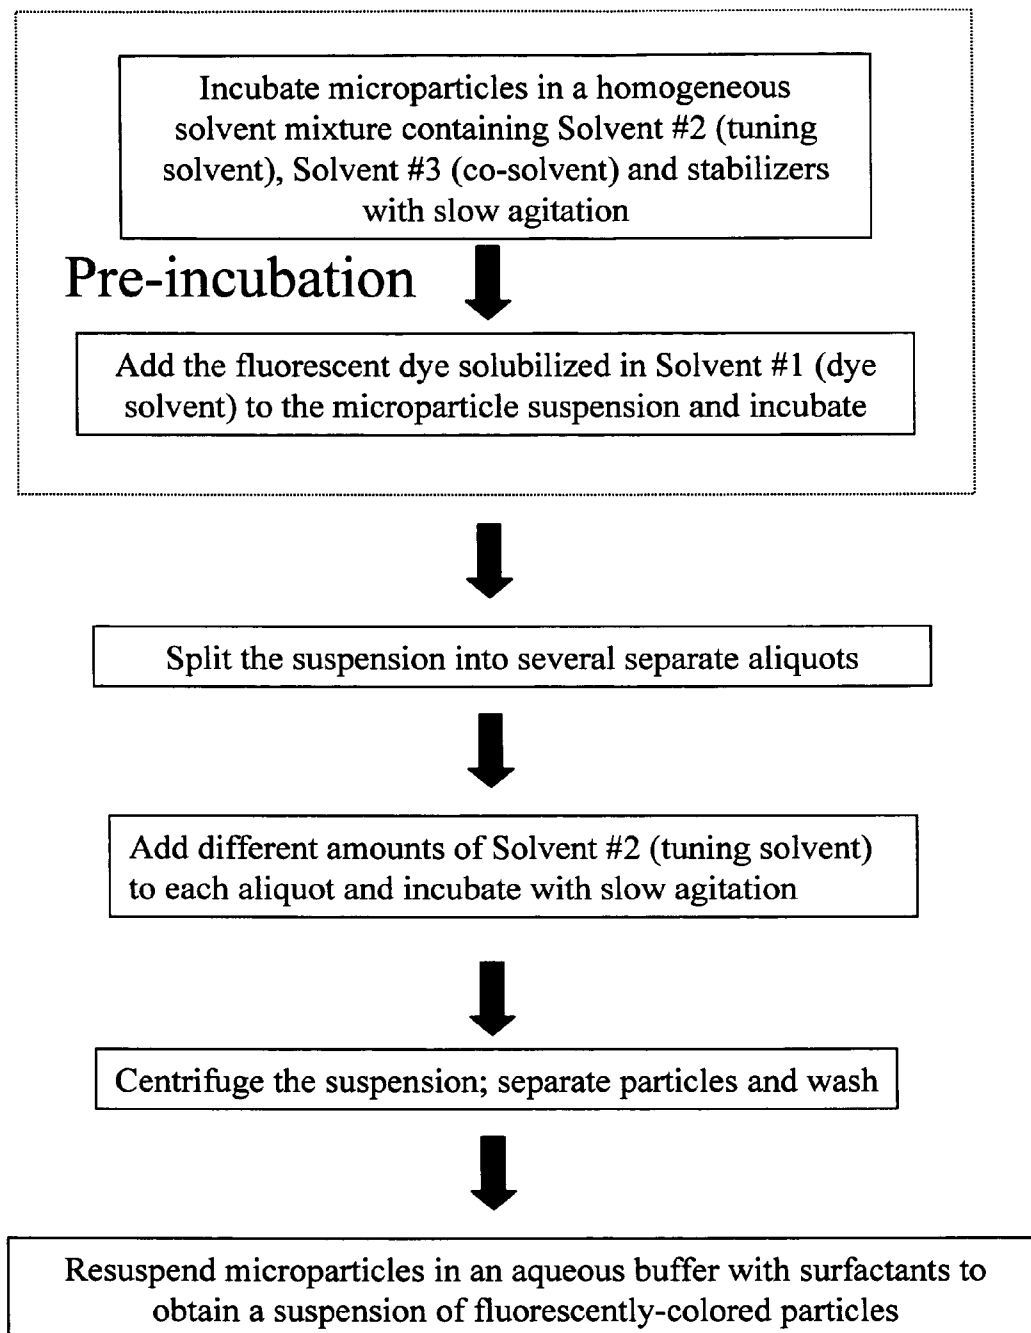 Incubate microparticles in a homogeneous
solvent mixture containing Solvent #2 (tuning
solvent), Solvent #3 (co-solvent) and stabilizers
with slow agitation
Pre-incubation
Add the fluorescent dye solubilized in Solvent #1 (dye
solvent) to the microparticle suspension and incubate
Split the suspension into several separate aliquots
Add different amounts of Solvent #2 (tuning solvent)
to each aliquot and incubate with slow agitation
Centrifuge the suspension; separate particles and wash
Resuspend microparticles in an aqueous buffer with surfactants to
obtain a suspension of fluorescently-colored particles